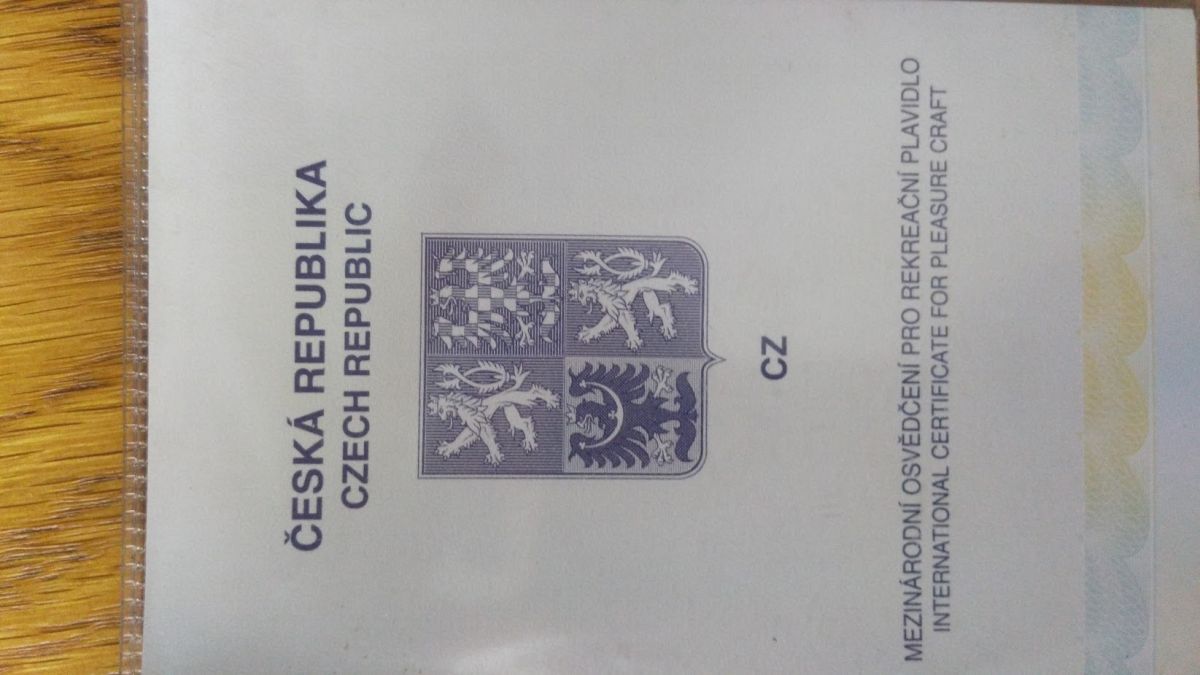 ČESKÁ REPUBLIKA
CZECH REPUBLIC
CZ
MEZINÁRODNÍ OSVĚDČENÍ PRO REKREAČNÍ PLAVIDLO
INTERNATIONAL CERTIFICATE FOR PLEASURE CRAFT